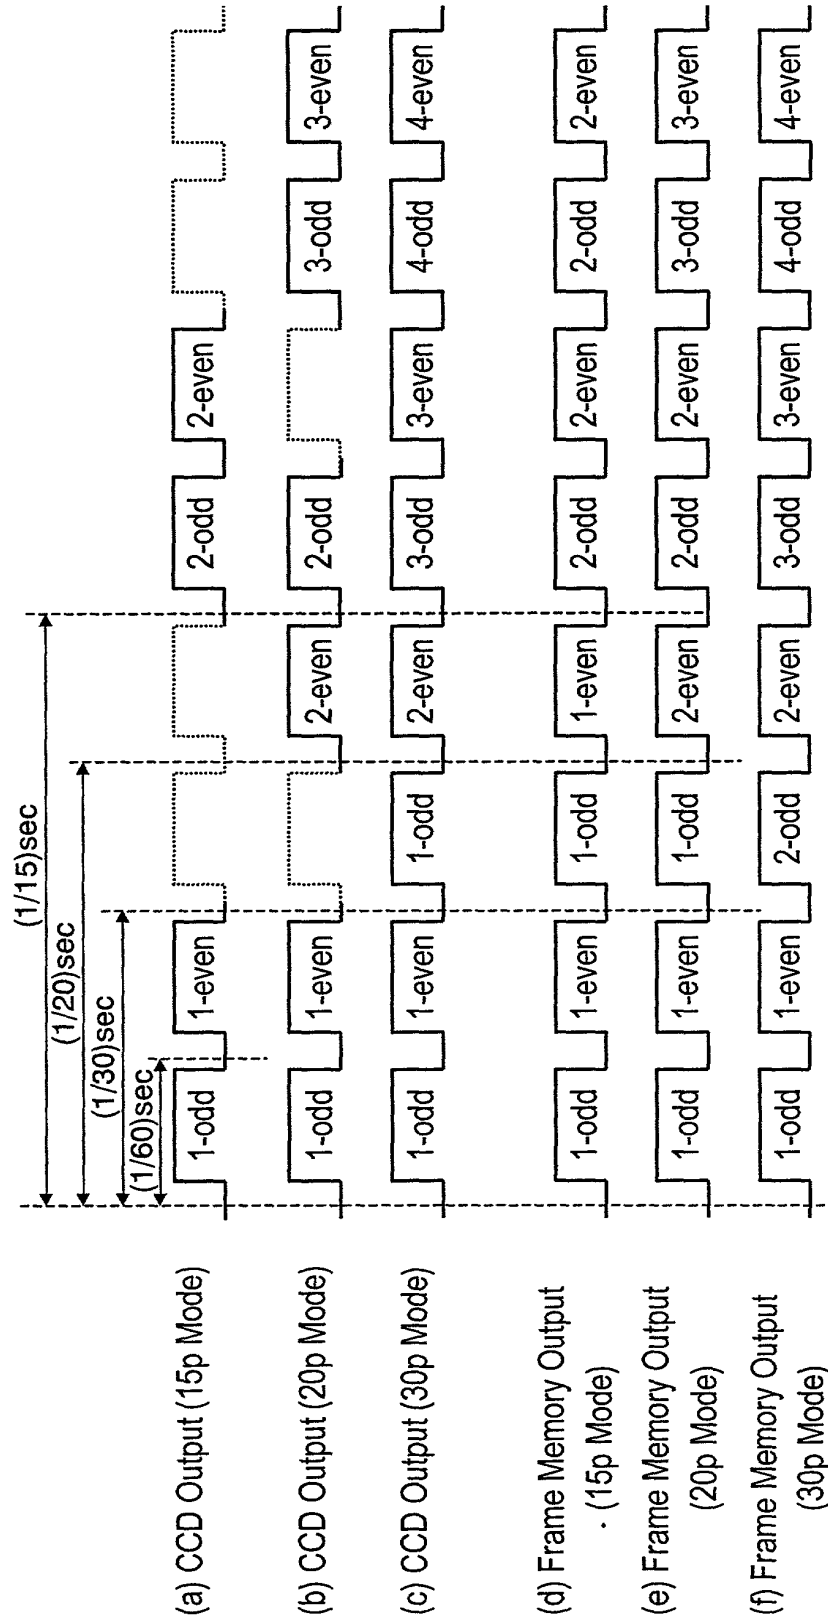 (1/15)sec
(1/20)sec
(1/30)sec
(1/60)sec
(a) CCD Output (15p Mode) 1-odd 1-even 2-odd 2-even
(b) CCD Output (20p Mode) 1-odd 1-even 2-even 2-odd 3-odd 3-even
(c) CCD Output (30p Mode) 1-odd 1-even 1-odd 2-even 3-odd 3-even 4-odd 4-even
(d) Frame Memory Output 1-odd 1-even 1-odd 1-even 2-odd 2-even 2-odd 2-even
(15p Mode)
(e) Frame Memory Output 1-odd 1-even 1-odd 2-even 2-odd 2-even 3-odd 3-even
(20p Mode)
(f) Frame Memory Output 1-odd 1-even 2-odd 2-even 3-odd 3-even 4-odd 4-even
(30p Mode)